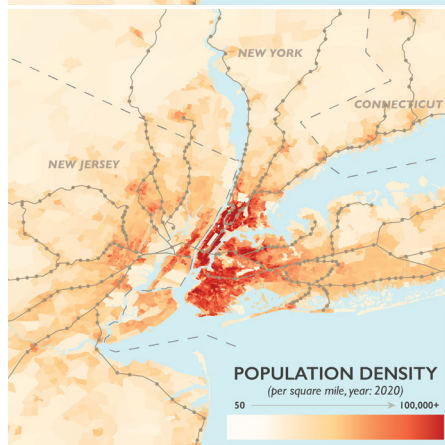 NEW YORK
CONNECTICUT
NEW JERSEY
POPULATION DENSITY
(per square mile, year: 2020)
50 100,000+